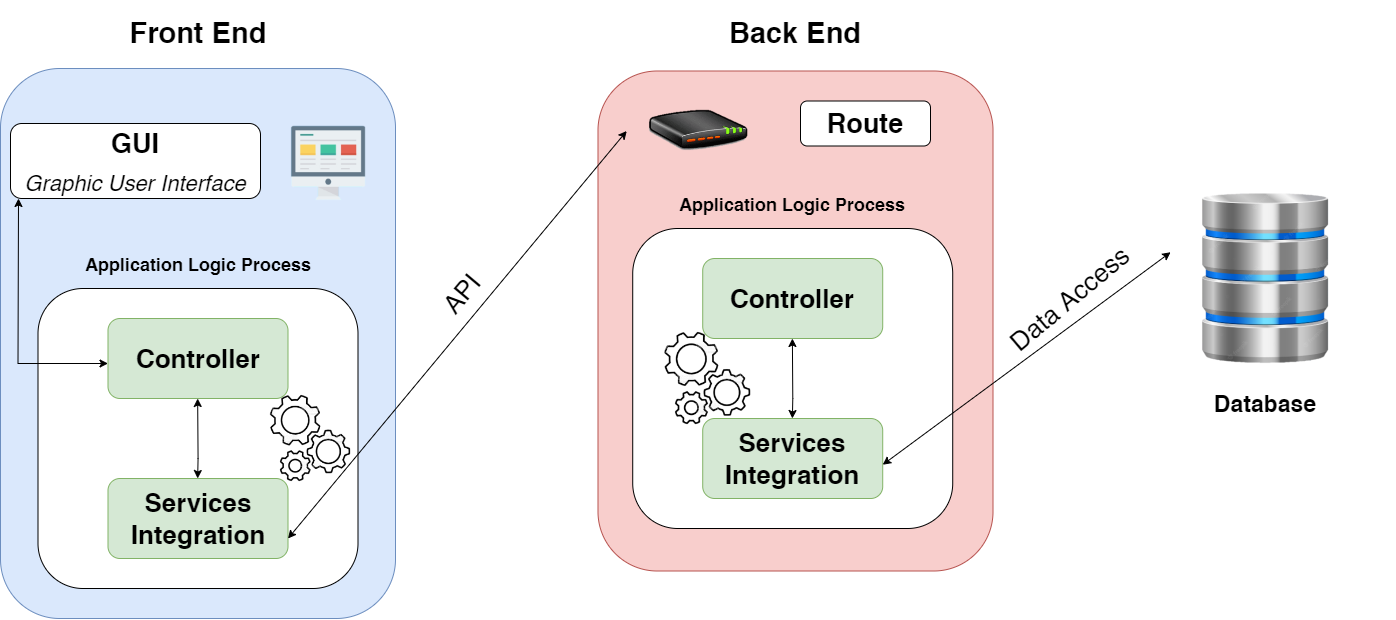 Front End
GUI
Graphic User Interface
Application Logic Process
Controller
Services
Integration
API
Back End
Route
Application Logic Process
Controller
Services
Integration
Data Access
Database